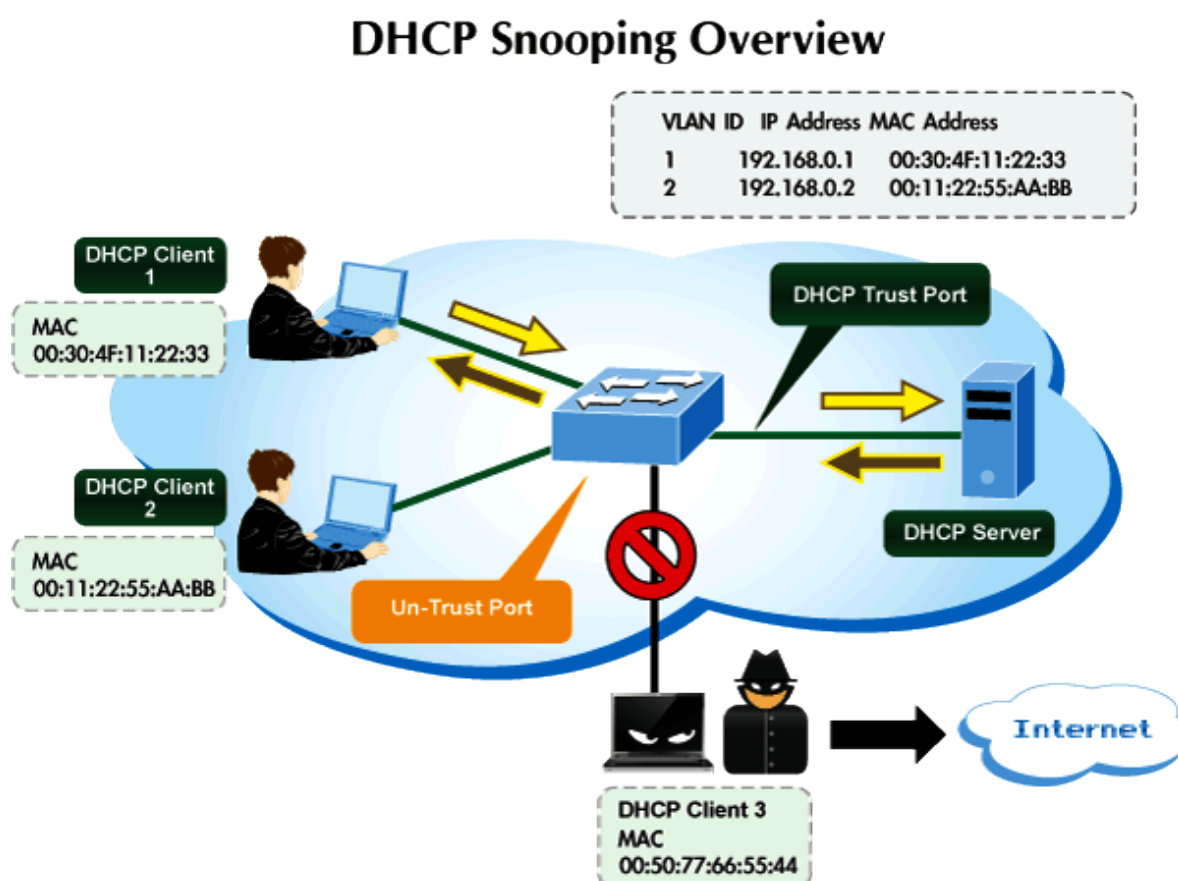 DHCP Snooping Overview
VLAN ID IP Address MAC Address
1 192.168.0.1 00:30:4F:11:22:33
2 192.168.0.2 00:11:22:55:AA:BB
DHCP Client
1
MAC
00:30:4F:11:22:33
DHCP Trust Port
DHCP Client
2
MAC
00:11:22:55:AA:BB
Un-Trust Port
DHCP Server
Internet
DHCP Client 3
MAC
00:50:77:66:55:44